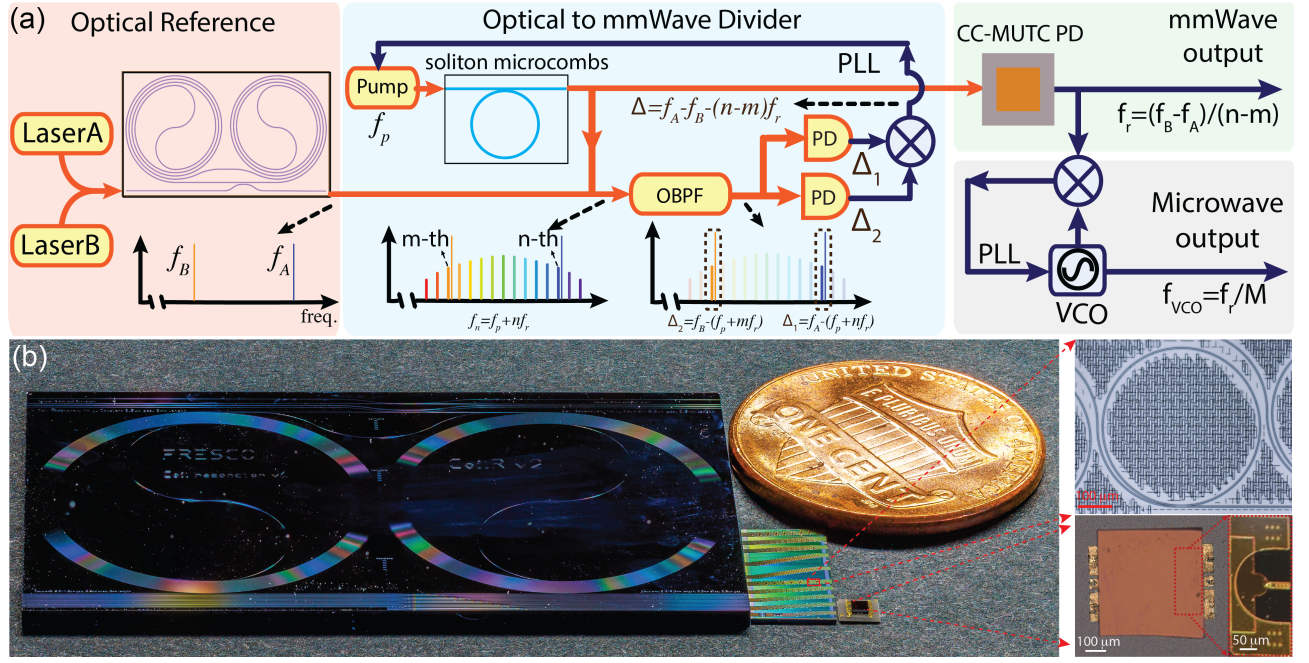 (a)
Optical Reference
LaserA
LaserB
f_B
f_A
freq.
Optical to mmWave Divider
Pump
f_p
soliton microcombs
PLL
Δ=f_A-f_B-(n-m)f_r
PD
Δ_1
PD
Δ_2
OBPF
m-th
n-th
f_n=f_p+nf_r
Δ_2=f_B-(f_p+mf_r)
Δ_1=f_A-(f_p+nf_r)
CC-MUTC PD
mmWave
output
f_r=(f_B-f_A)/(n-m)
Microwave
output
PLL
VCO
f_VCO=f_r/M
(b)
FRESCO
CoilR v2
UNITED STATES OF AMERICA
E PLURIBUS UNUM
ONE CENT
100 μm
100 μm
50 μm